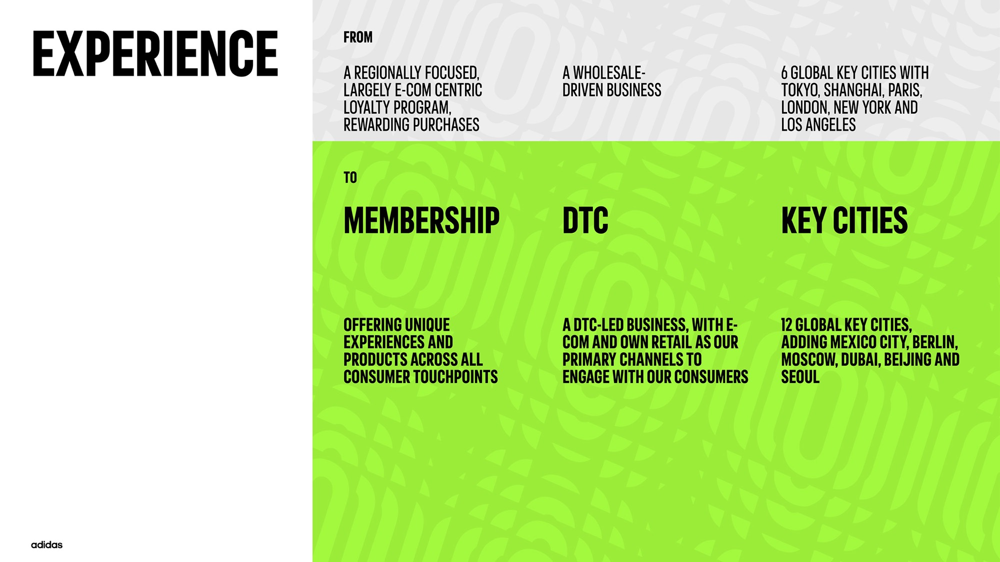 EXPERIENCE
FROM
A REGIONALLY FOCUSED,
LARGELY E-COM CENTRIC
LOYALTY PROGRAM,
REWARDING PURCHASES
A WHOLESALE-
DRIVEN BUSINESS
6 GLOBAL KEY CITIES WITH
TOKYO, SHANGHAI, PARIS,
LONDON, NEW YORK AND
LOS ANGELES
TO
MEMBERSHIP
OFFERING UNIQUE
EXPERIENCES AND
PRODUCTS ACROSS ALL
CONSUMER TOUCHPOINTS
DTC
A DTC-LED BUSINESS, WITH E-
COM AND OWN RETAIL AS OUR
PRIMARY CHANNELS TO
ENGAGE WITH OUR CONSUMERS
KEY CITIES
12 GLOBAL KEY CITIES,
ADDING MEXICO CITY, BERLIN,
MOSCOW, DUBAI, BEIJING AND
SEOUL
adidas